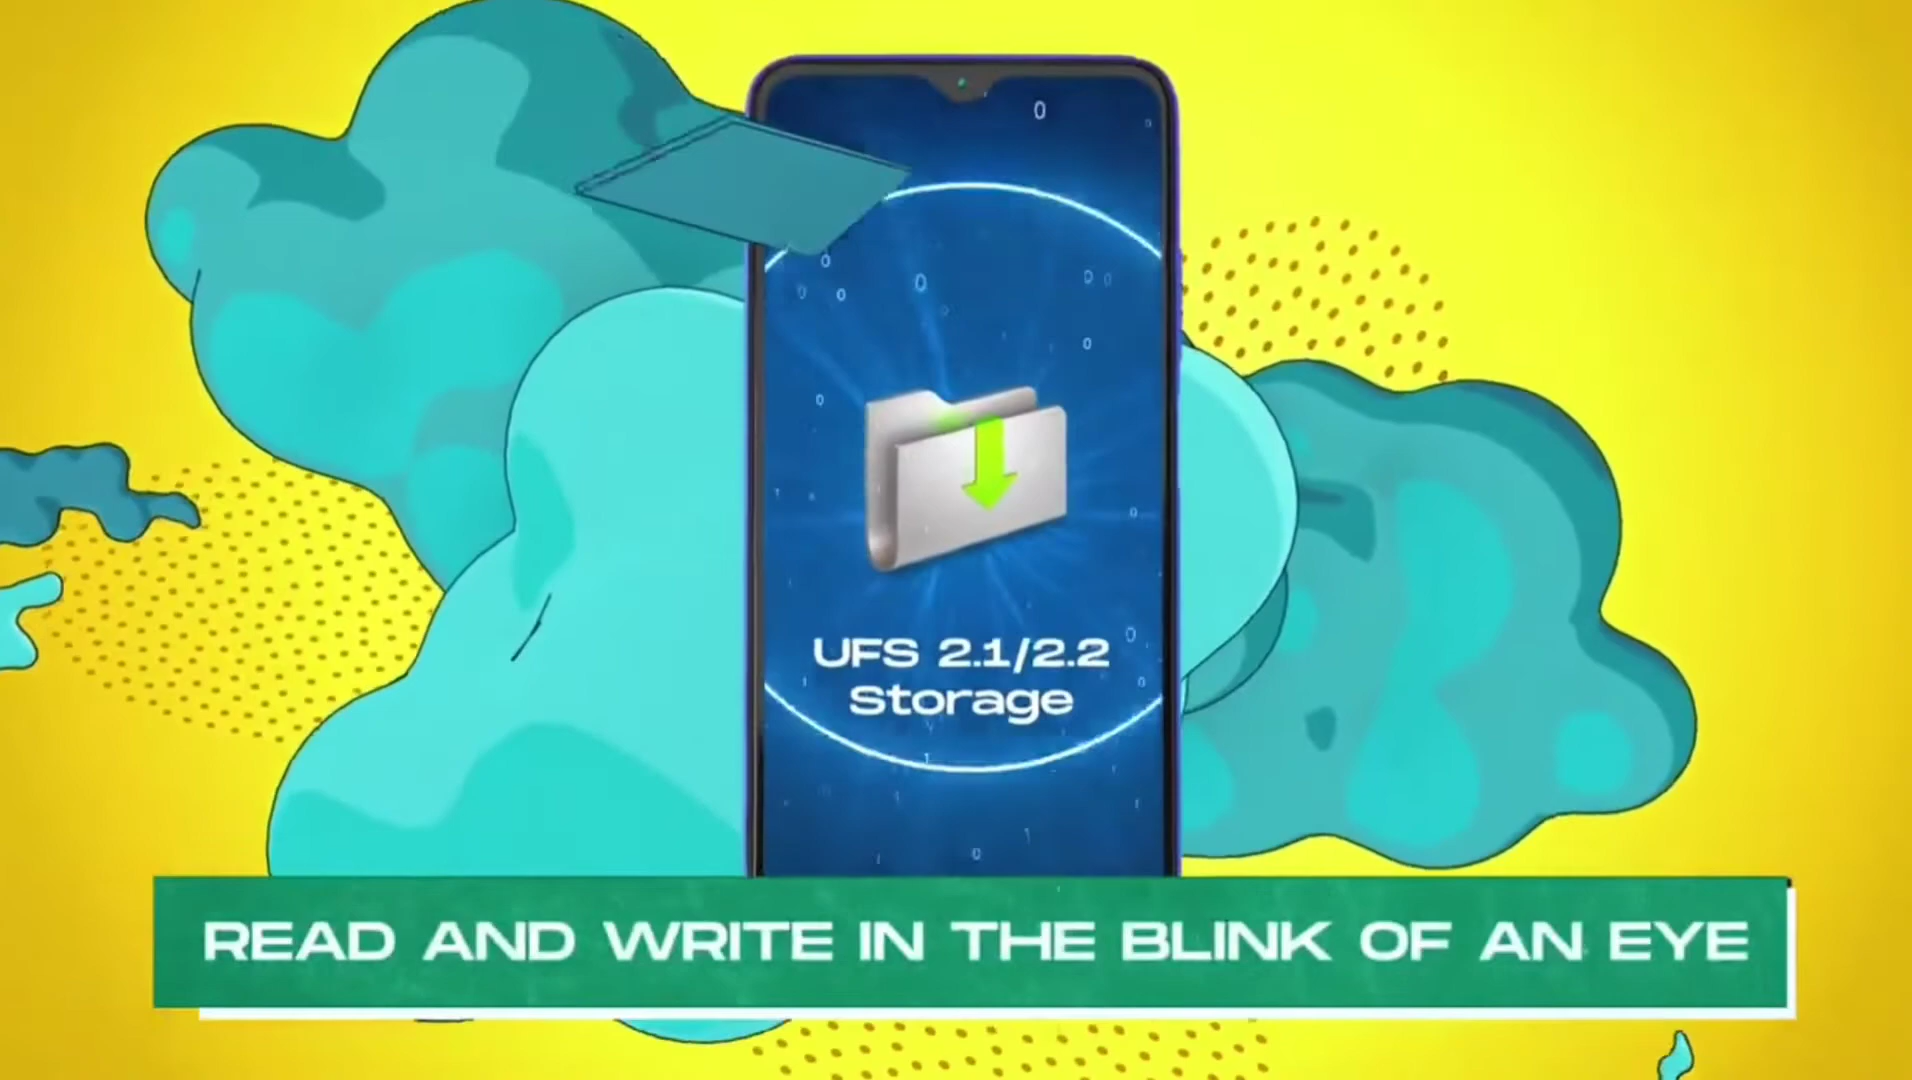 UFS 2.1/2.2
Storage
READ AND WRITE IN THE BLINK OF AN EYE